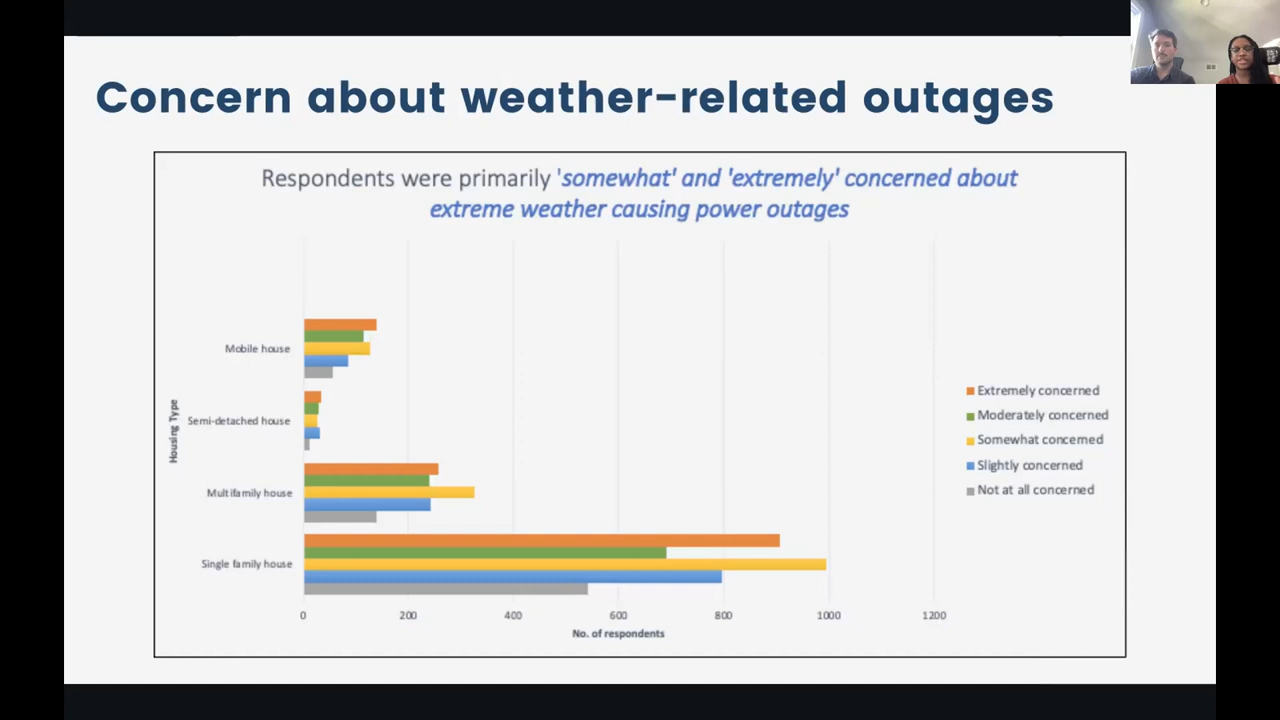 Concern about weather-related outages
Respondents were primarily 'somewhat' and 'extremely' concerned about
extreme weather causing power outages
Mobile house
Semi-detached house
Multifamily house
Single family house
Housing Type
0 200 400 600 800 1000 1200
No. of respondents
Extremely concerned
Moderately concerned
Somewhat concerned
Slightly concerned
Not at all concerned